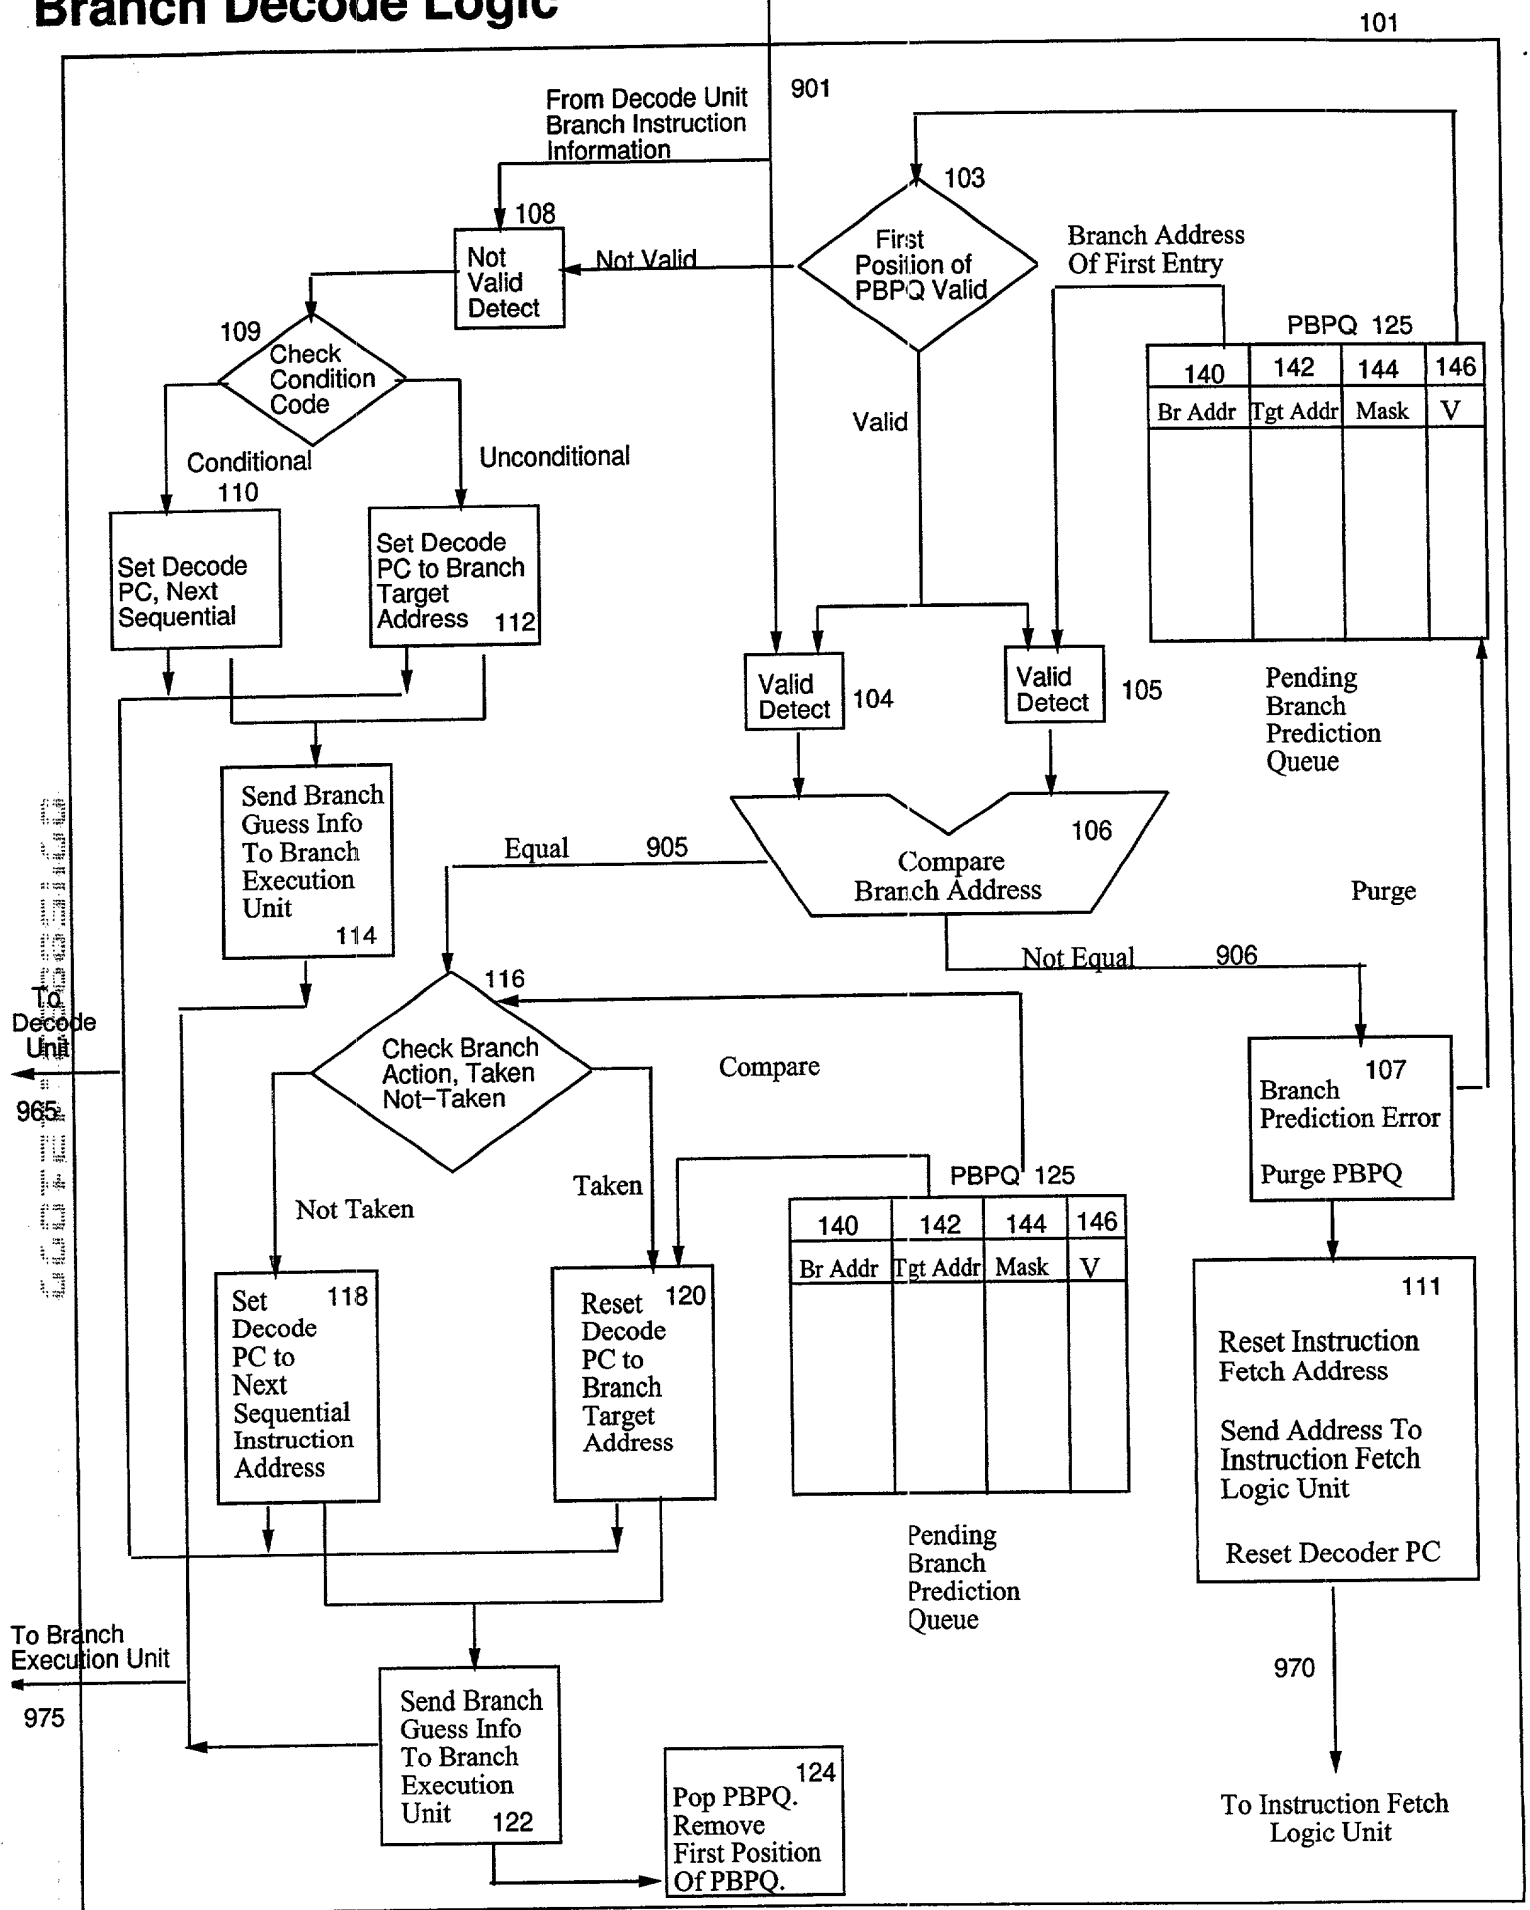 Branch Decode Logic
101
901
From Decode Unit
Branch Instruction
Information
103
108
First
Position of
PBPQ Valid
Branch Address
Of First Entry
Not
Valid
Detect
Not Valid
109
Check
Condition
Code
PBPQ 125
140 142 144 146
Br Addr Tgt Addr Mask V
Valid
Conditional
Unconditional
110
Set Decode
PC, Next
Sequential
Set Decode
PC to Branch
Target
Address 112
Valid
Detect
104
Valid
Detect
105
Pending
Branch
Prediction
Queue
Send Branch
Guess Info
To Branch
Execution
Unit
114
Equal 905
106
Compare
Branch Address
Purge
Not Equal 906
116
To
Decode
Unit
965
Check Branch
Action, Taken
Not-Taken
Compare
107
Branch
Prediction Error
Purge PBPQ
Not Taken
Taken
PBPQ 125
140 142 144 146
Br Addr Tgt Addr Mask V
118
Set
Decode
PC to
Next
Sequential
Instruction
Address
120
Reset
Decode
PC to
Branch
Target
Address
111
Reset Instruction
Fetch Address
Send Address To
Instruction Fetch
Logic Unit
Reset Decoder PC
Pending
Branch
Prediction
Queue
To Branch
Execution Unit
975
970
Send Branch
Guess Info
To Branch
Execution
Unit
122
124
Pop PBPQ.
Remove
First Position
Of PBPQ.
To Instruction Fetch
Logic Unit